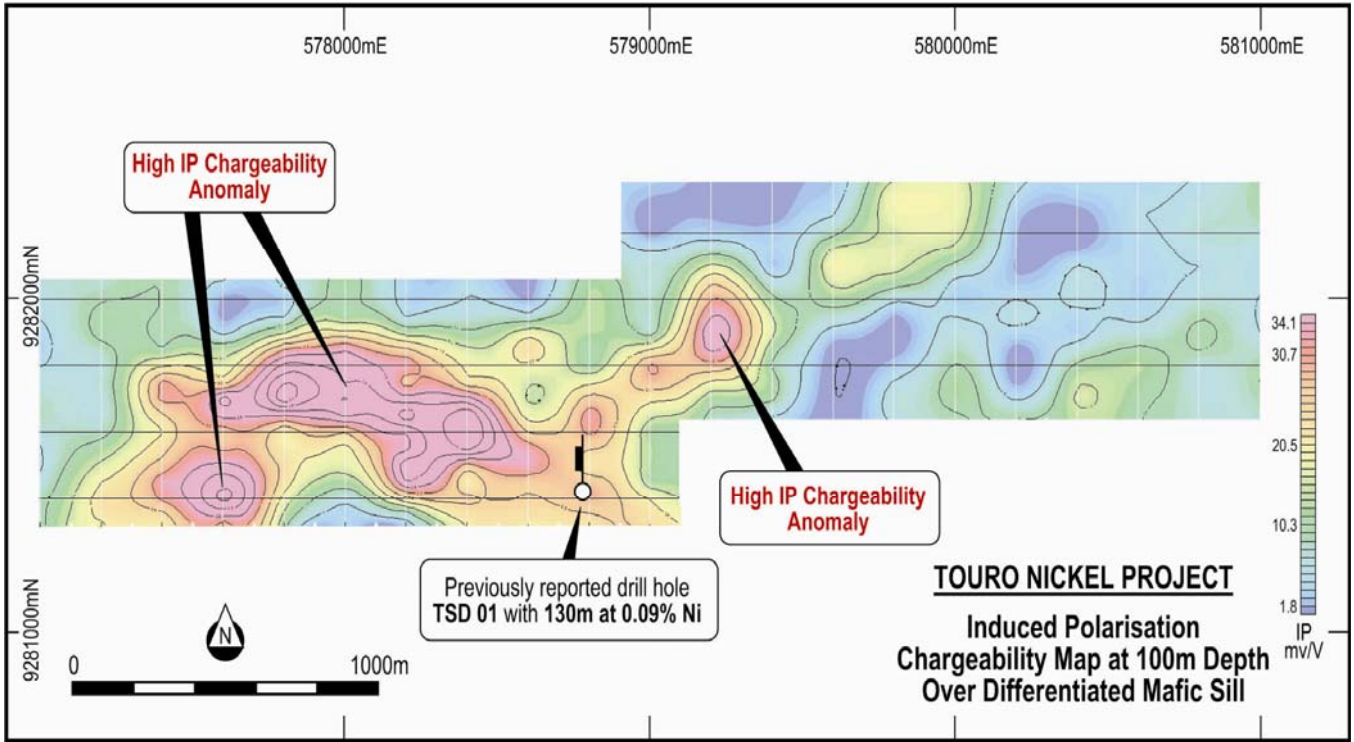 578000mE
579000mE
580000mE
581000mE
High IP Chargeability
Anomaly
9282000mN
34.1
30.7
20.5
10.3
1.8
IP
mv/V
High IP Chargeability
Anomaly
Previously reported drill hole
TSD 01 with 130m at 0.09% Ni
TOURO NICKEL PROJECT
Induced Polarisation
Chargeability Map at 100m Depth
Over Differentiated Mafic Sill
9281000mN
N
0
1000m